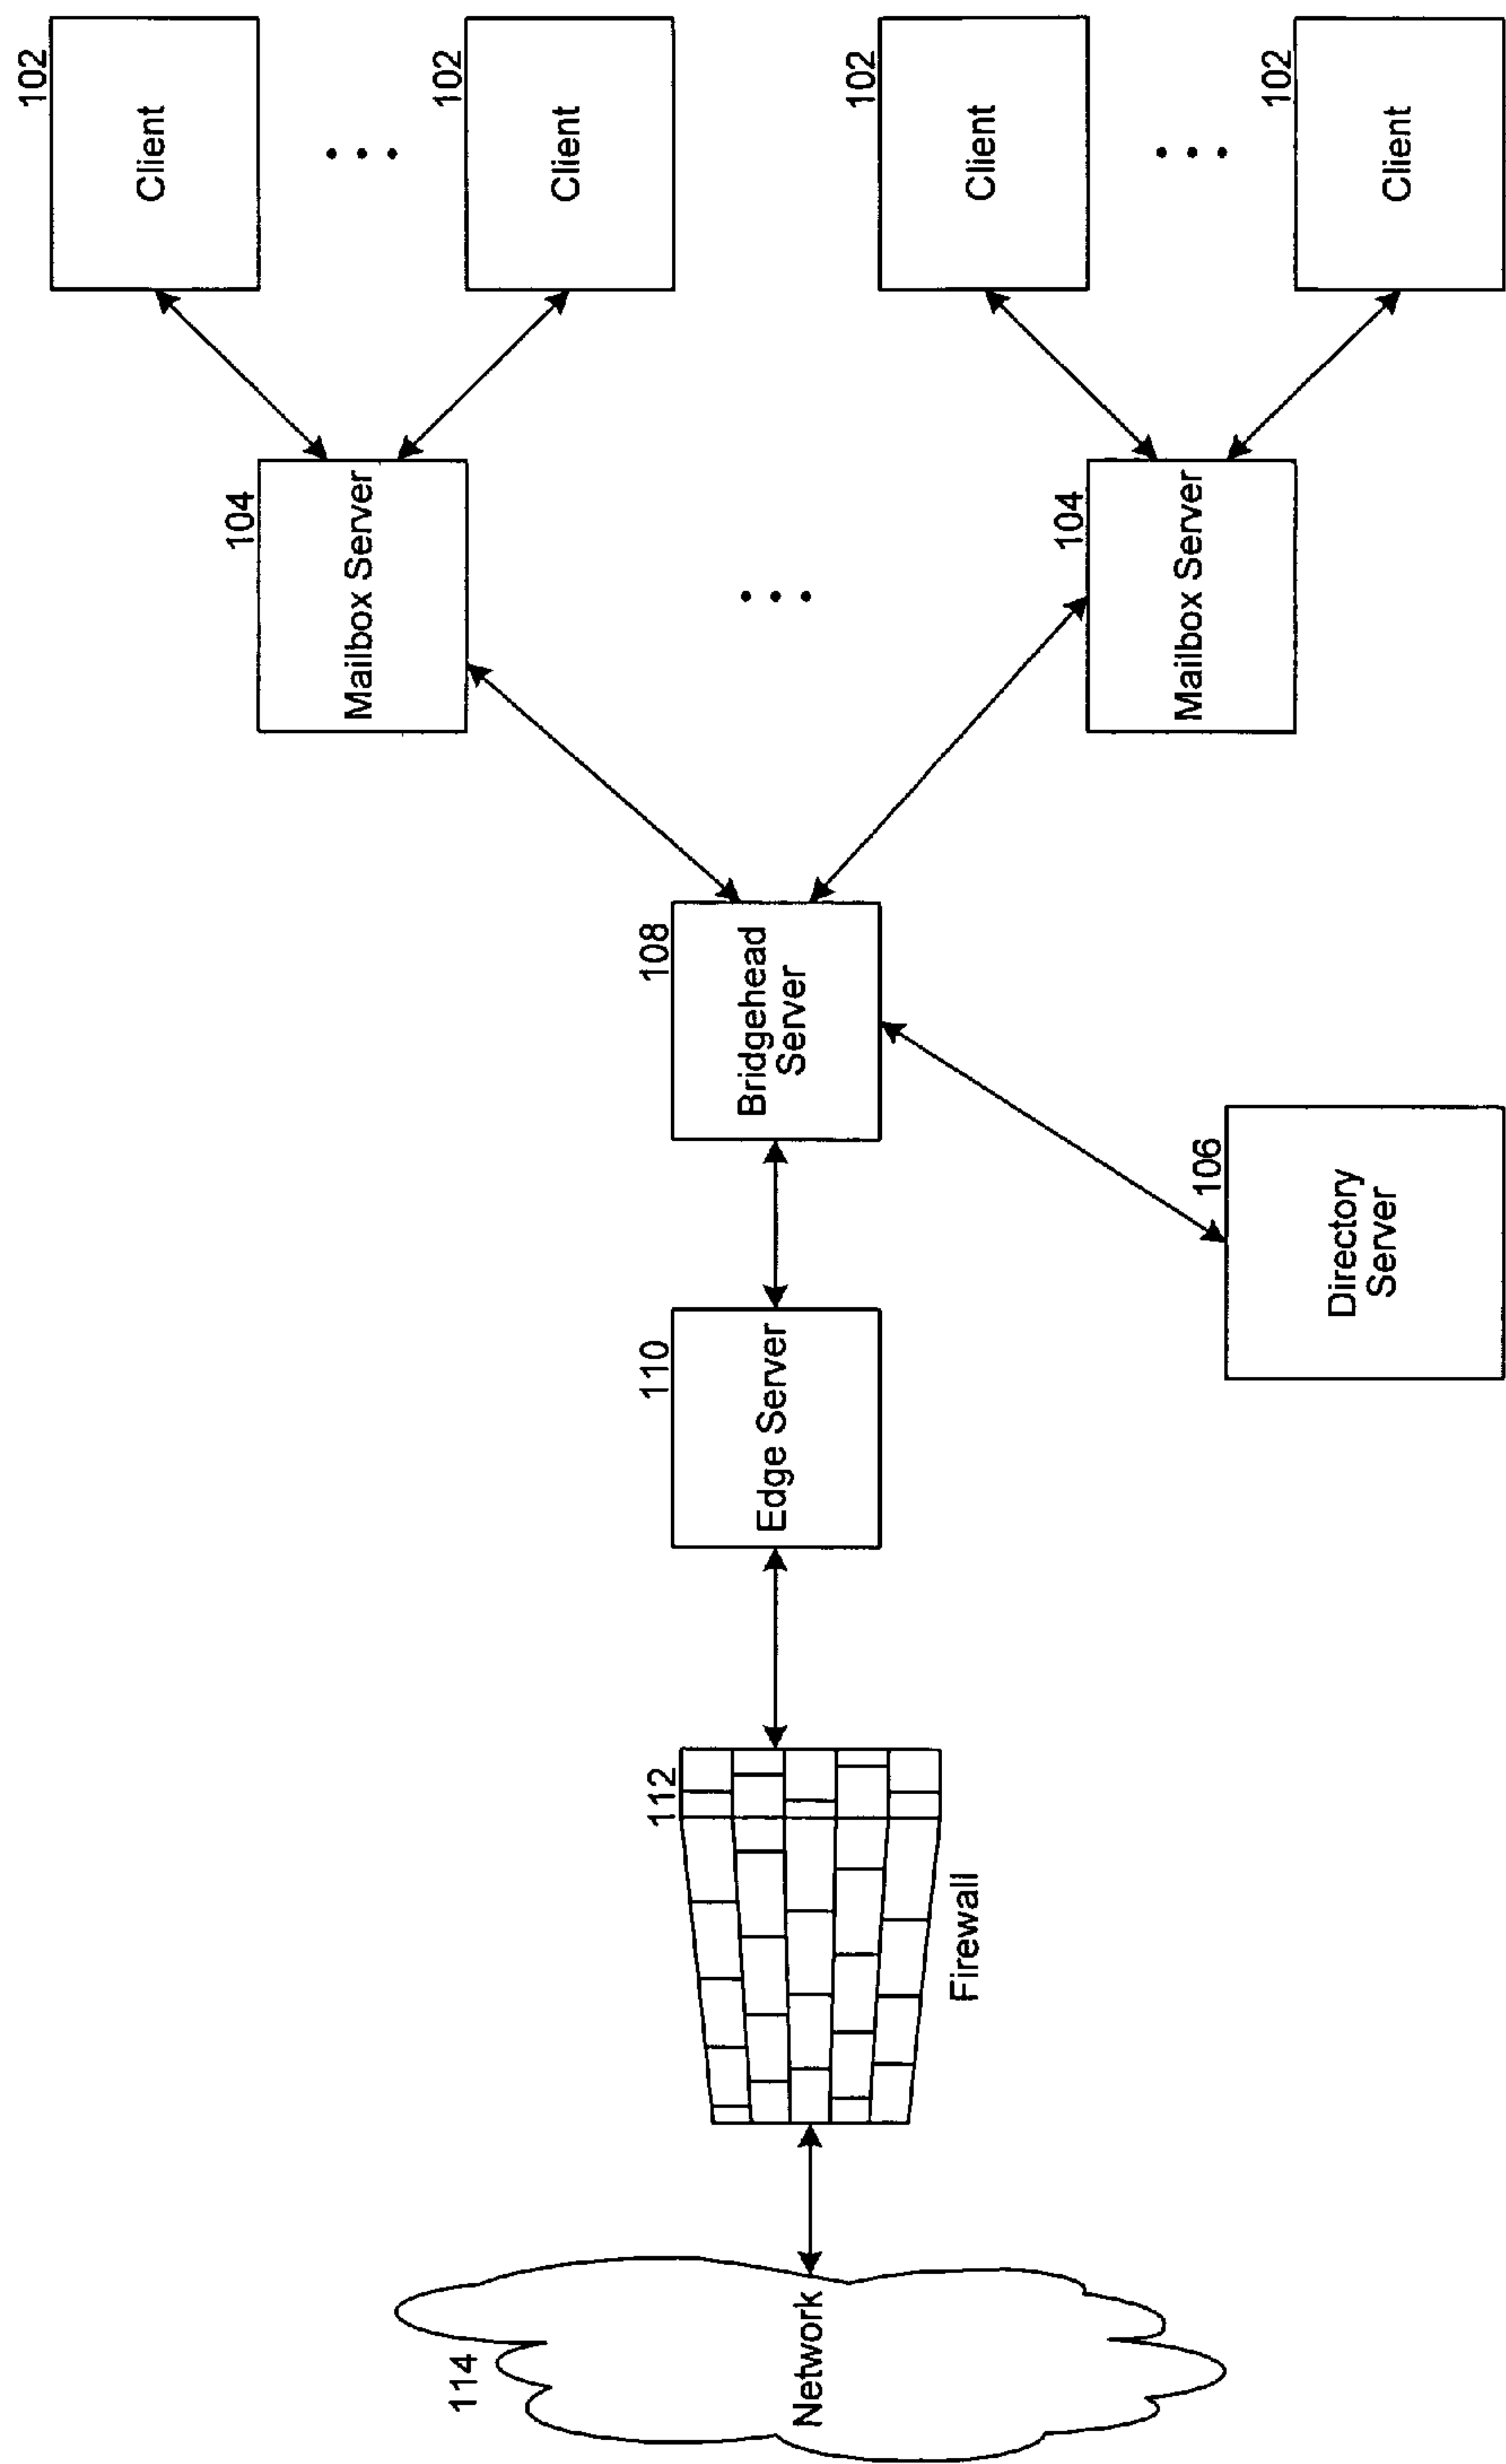 114
Network
112
Firewall
110
Edge Server
108
Bridgehead
Server
106
Directory
Server
104
Mailbox Server
104
Mailbox Server
102
Client
102
Client
102
Client
102
Client